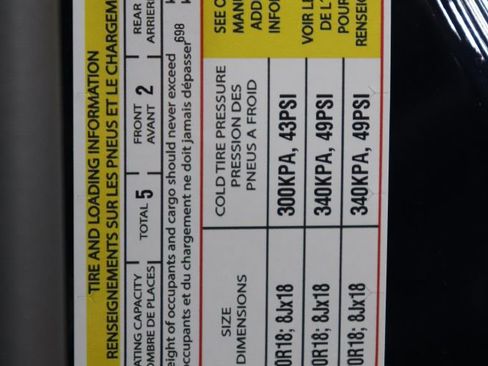 TIRE AND LOADING INFORMATION
RENSEIGNEMENTS SUR LES PNEUS ET LE CHARGEM
ATING CAPACITY
OMBRE DE PLACES
TOTAL 5
FRONT
AVANT 2
REAR
ARRIÈR
eight of occupants and cargo should never exceed
occupants et du chargement ne doit jamais dépasser
698
SIZE
DIMENSIONS
COLD TIRE PRESSURE
PRESSION DES
PNEUS A FROID
SEE O
MANU
ADD
INFO
VOIR LE
DE L'
POUR
RENSEIG
0R18; 8Jx18 300KPA, 43PSI
0R18; 8Jx18 340KPA, 49PSI
0R18; 8Jx18 340KPA, 49PSI